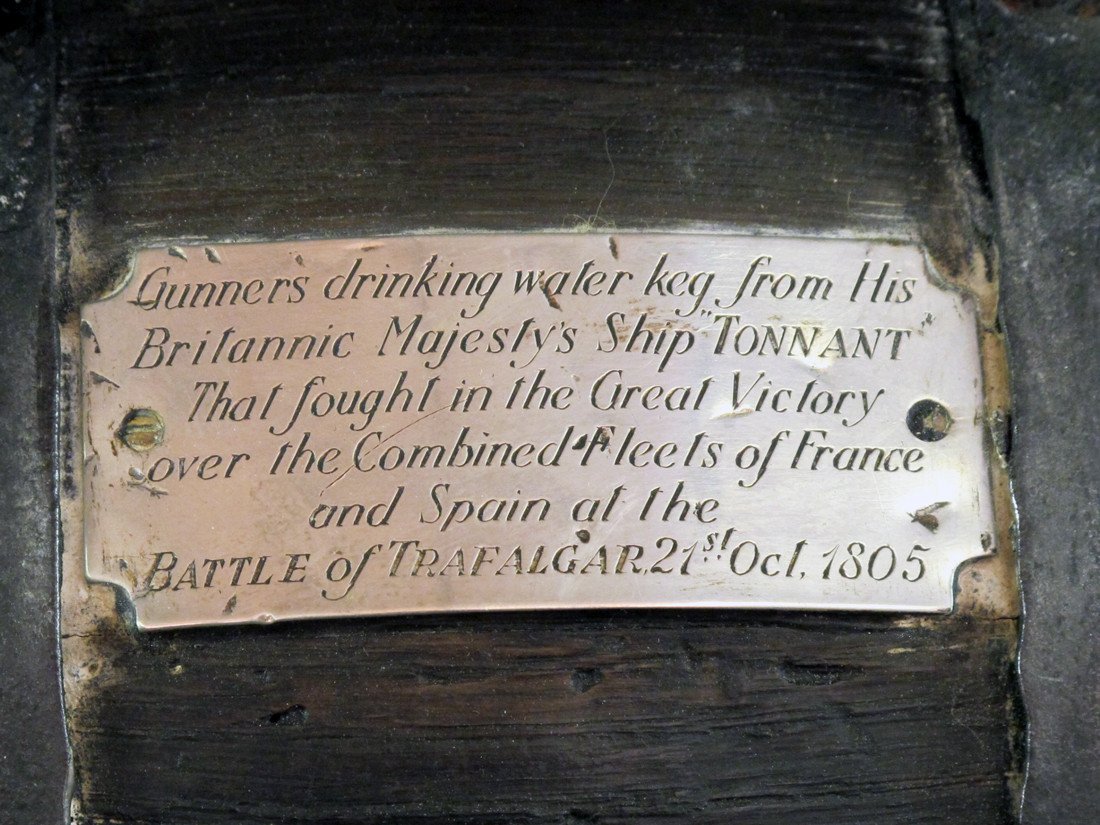 Gunners drinking water keg from His
Britannic Majesty's Ship "TONNANT"
That fought in the Great Victory
over the Combined Fleets of France
and Spain at the
BATTLE of TRAFALGAR, 21st Oct, 1805